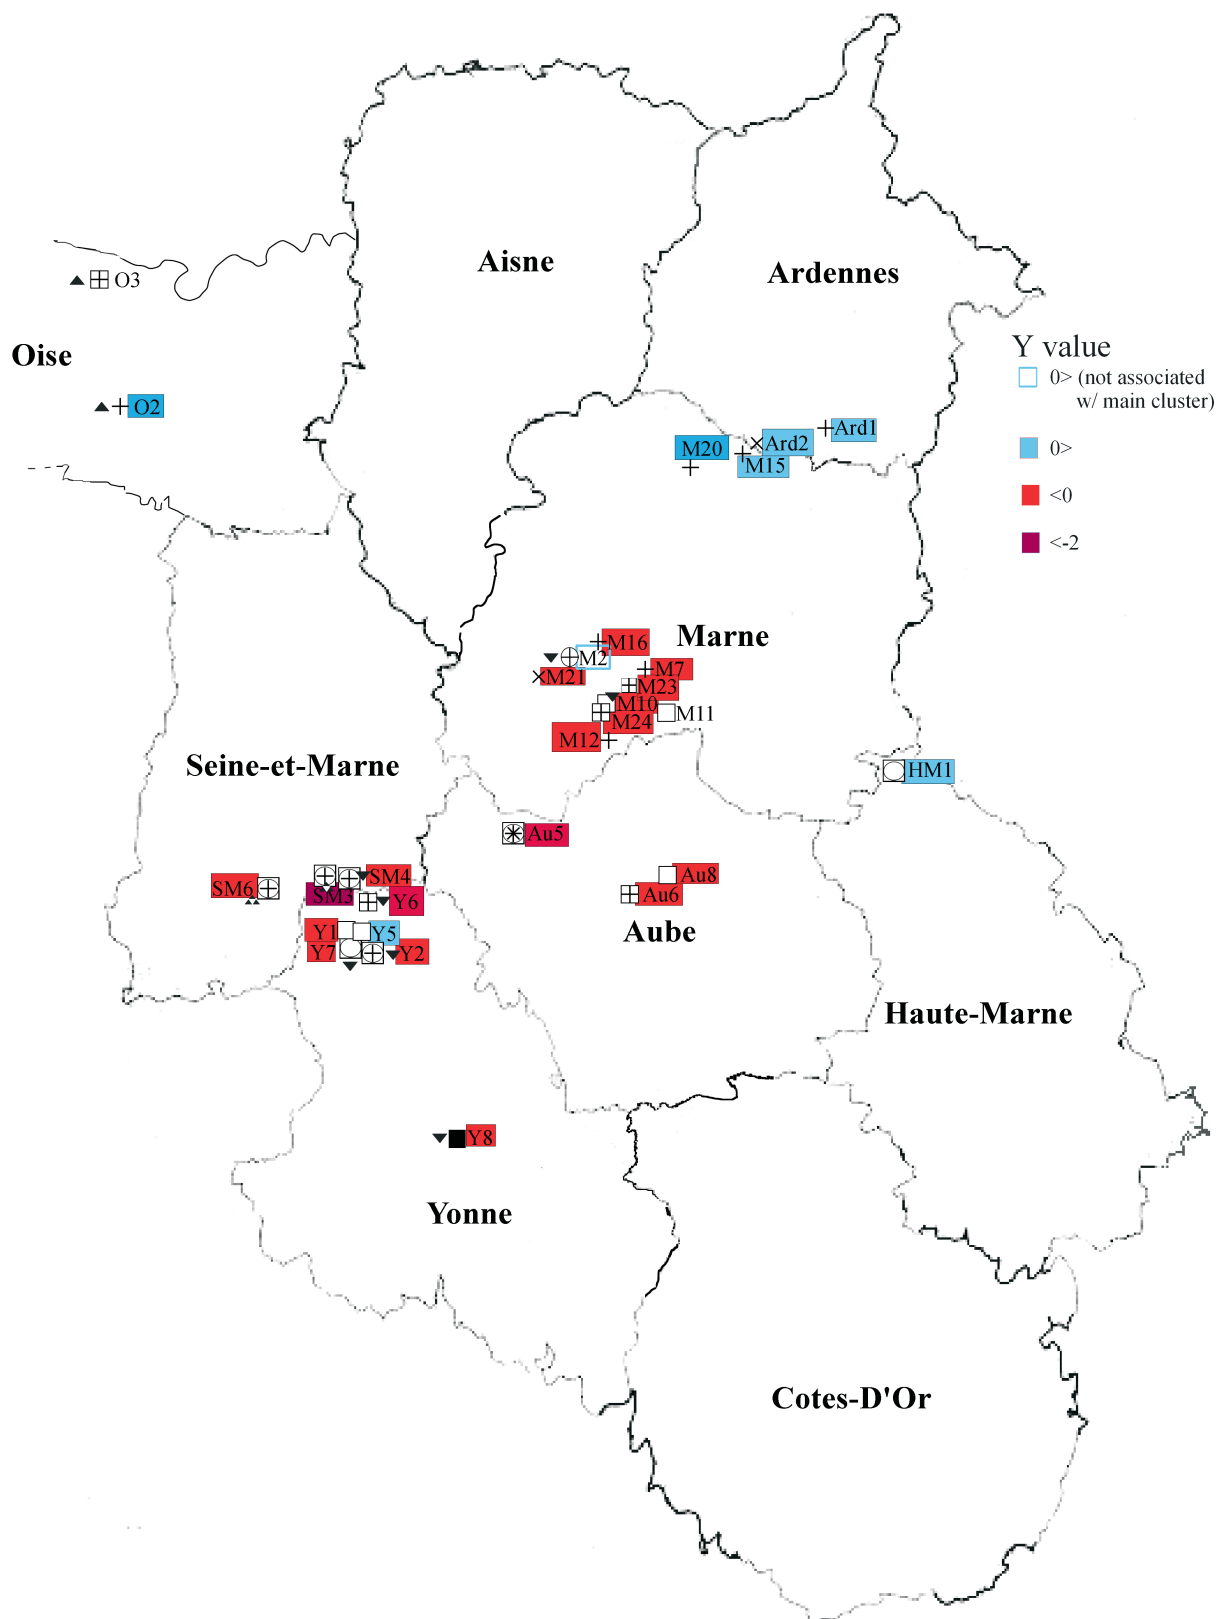 Aisne
Ardennes
O3
Oise
Y value
0> (not associated
w/ main cluster)
O2
Ard1
M20
Ard2
M15
0>
<0
<-2
Marne
M16
M2
M7
M21
M23
M10
M11
M24
M12
Seine-et-Marne
HM1
Au5
SM6
SM4
SM3
Y6
Au8
Au6
Aube
Y1
Y5
Y7
Y2
Haute-Marne
Y8
Yonne
Cotes-D'Or